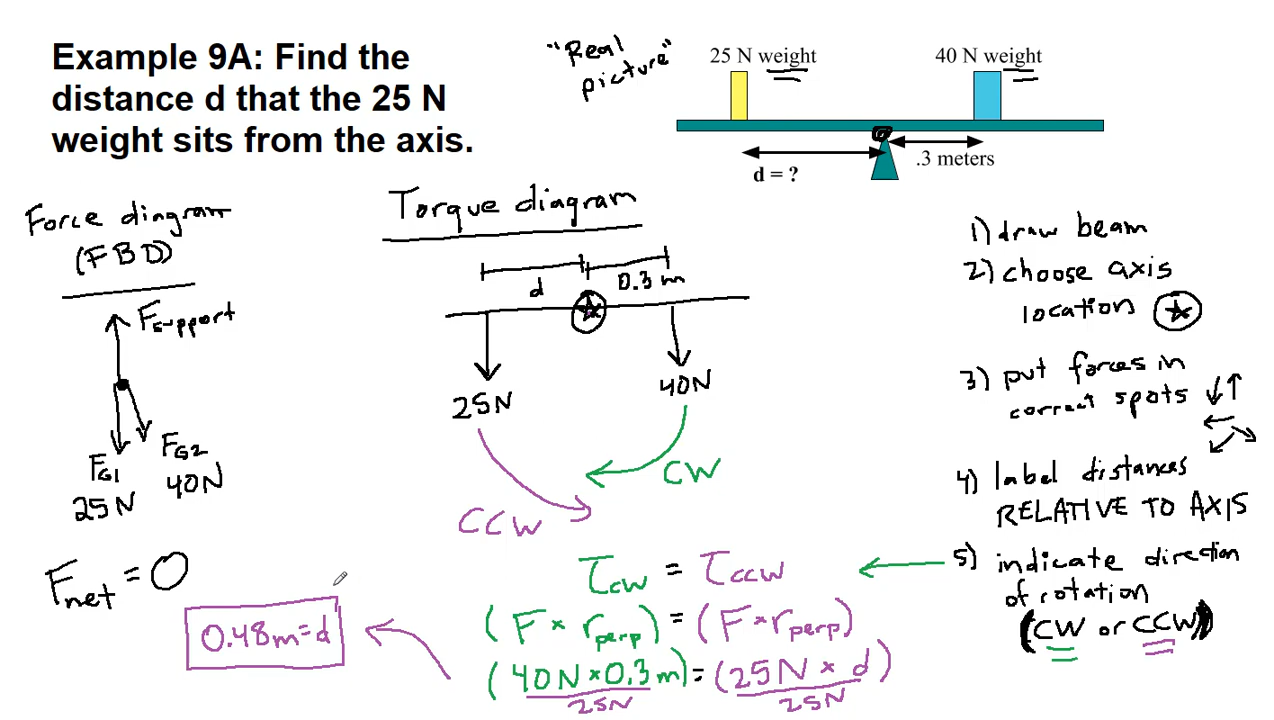 Example 9A: Find the
distance d that the 25 N
weight sits from the axis.
"Real
picture"
25 N weight
40 N weight
d = ?
.3 meters
Force diagram
(FBD)
Fsupport
FG1
25N
FG2
40N
Fnet = 0
0.48m=d
Torque diagram
d
0.3 m
25N
40N
CCW
CW
τcw = τccw
(F × rperp) = (F × rperp)
(40N × 0.3m) = (25N × d)
25N
25N
1) draw beam
2) choose axis
location
3) put forces in
correct spots
4) label distances
RELATIVE TO AXIS
5) indicate direction
of rotation
(CW or CCW)